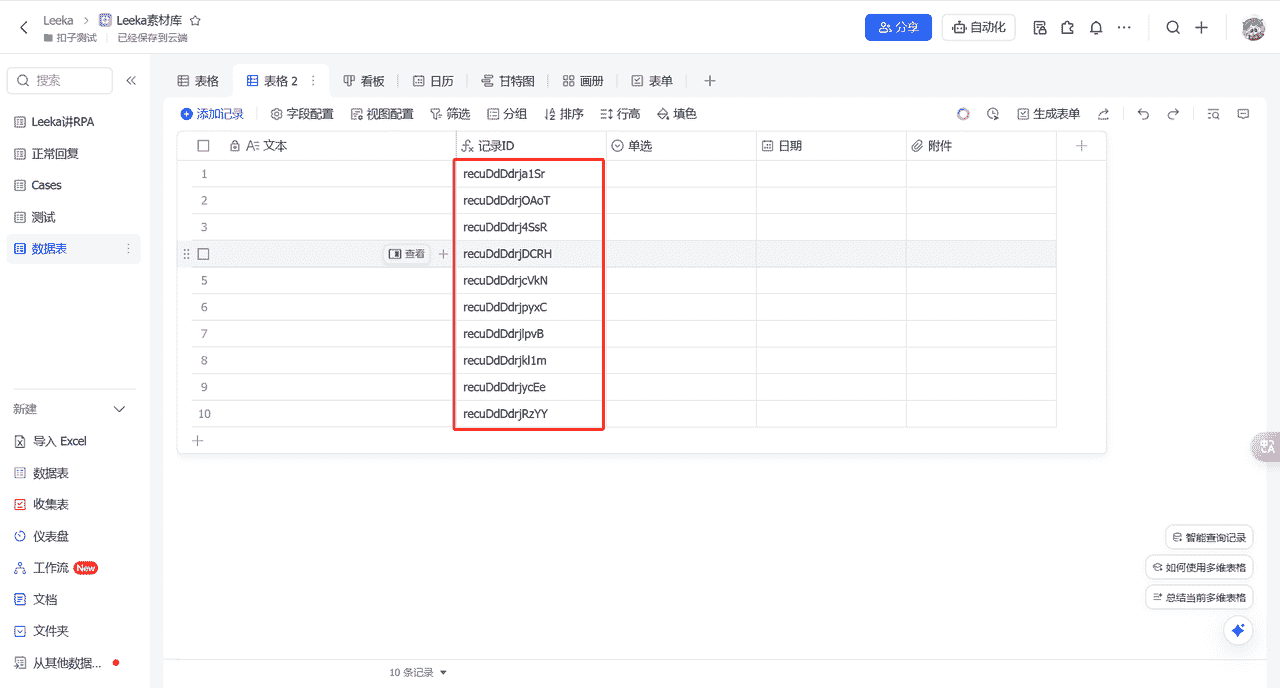 Leeka
Leeka素材库
扣子测试
已经保存到云端
分享
自动化
搜索
表格
表格 2
看板
日历
甘特图
画册
表单
添加记录
字段配置
视图配置
筛选
分组
排序
行高
填色
生成表单
Leeka讲RPA
正常回复
Cases
测试
数据表
文本
记录ID
单选
日期
附件
1 recuDdDdrja1Sr
2 recuDdDdrjOAoT
3 recuDdDdrj4SsR
查看 recuDdDdrjDCRH
5 recuDdDdrjcVkN
6 recuDdDdrjpyxC
7 recuDdDdrjlpvB
8 recuDdDdrjkl1m
9 recuDdDdrjycEe
10 recuDdDdrjRzYY
新建
导入 Excel
数据表
收集表
仪表盘
工作流 New
文档
文件夹
从其他数据...
智能查询记录
如何使用多维表格
总结当前多维表格
10 条记录